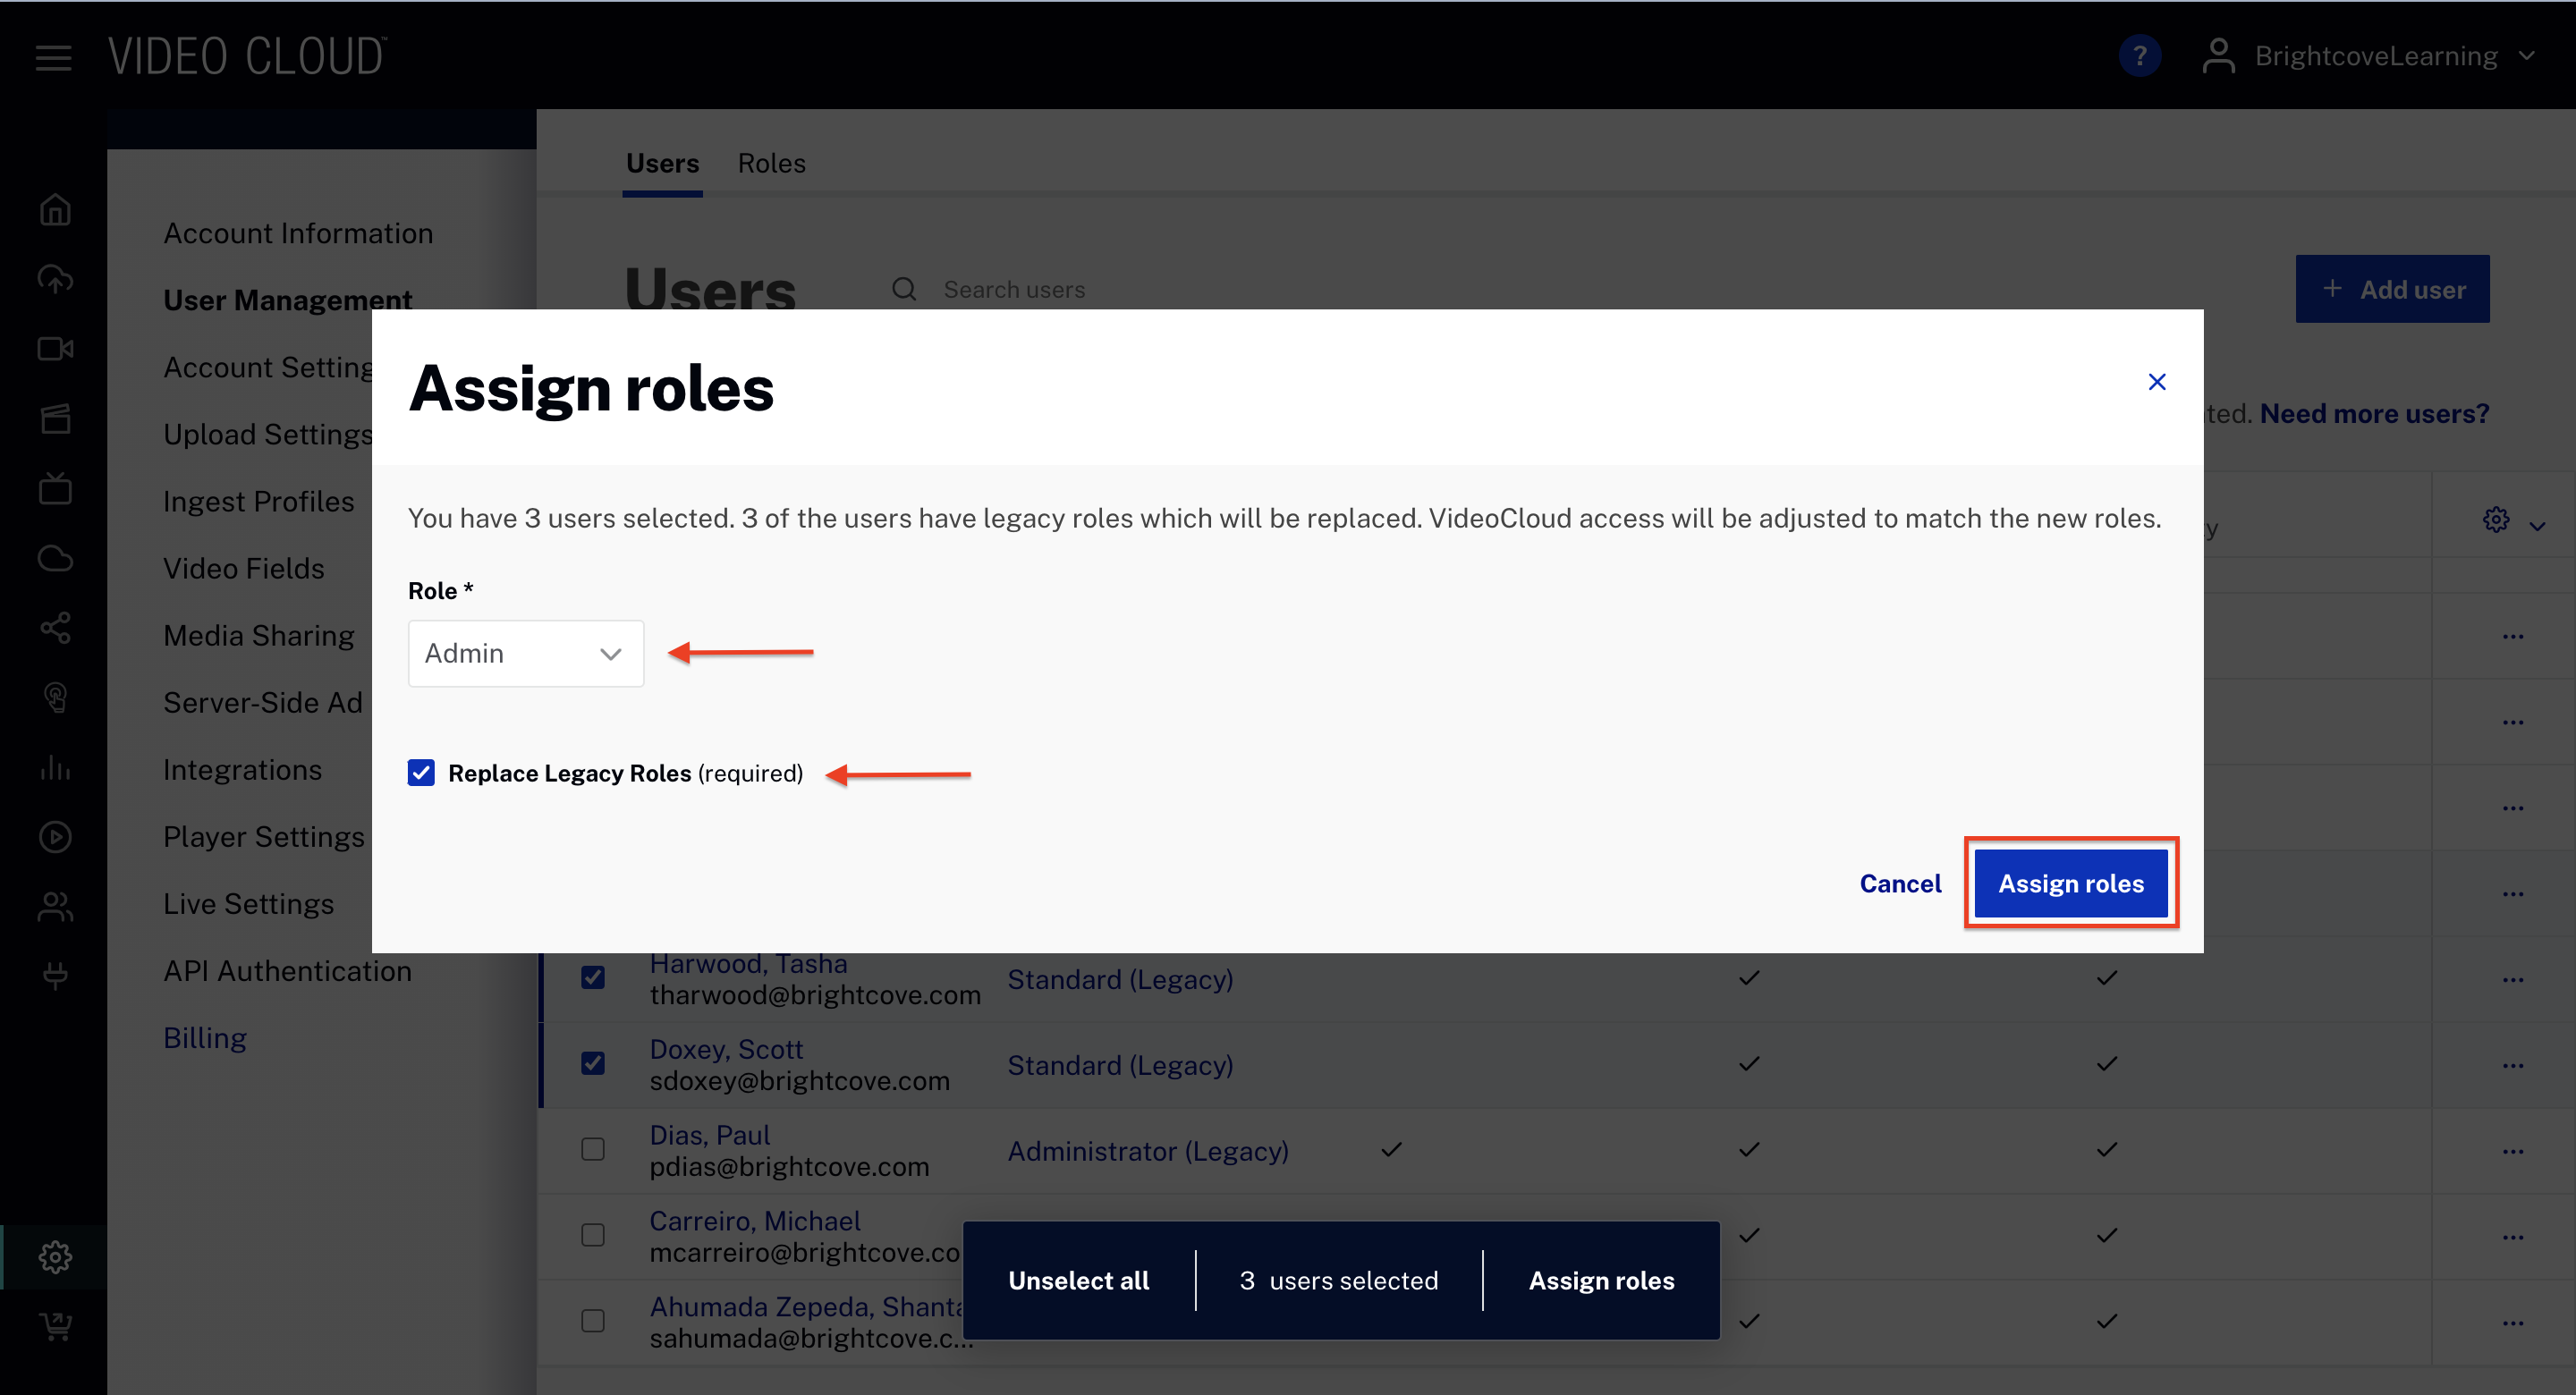 VIDEO CLOUD™
?
BrightcoveLearning
Users
Roles
Account Information
User Management
Account Setting
Upload Settings
Ingest Profiles
Video Fields
Media Sharing
Server-Side Ad
Integrations
Player Settings
Live Settings
API Authentication
Billing
Users
Search users
+ Add user
ted. Need more users?
y
Assign roles
You have 3 users selected. 3 of the users have legacy roles which will be replaced. VideoCloud access will be adjusted to match the new roles.
Role *
Admin
Replace Legacy Roles (required)
Cancel
Assign roles
Harwood, Tasha
tharwood@brightcove.com
Standard (Legacy)
Doxey, Scott
sdoxey@brightcove.com
Standard (Legacy)
Dias, Paul
pdias@brightcove.com
Administrator (Legacy)
Carreiro, Michael
mcarreiro@brightcove.co
Ahumada Zepeda, Shanta
sahumada@brightcove.c...
Unselect all
3 users selected
Assign roles